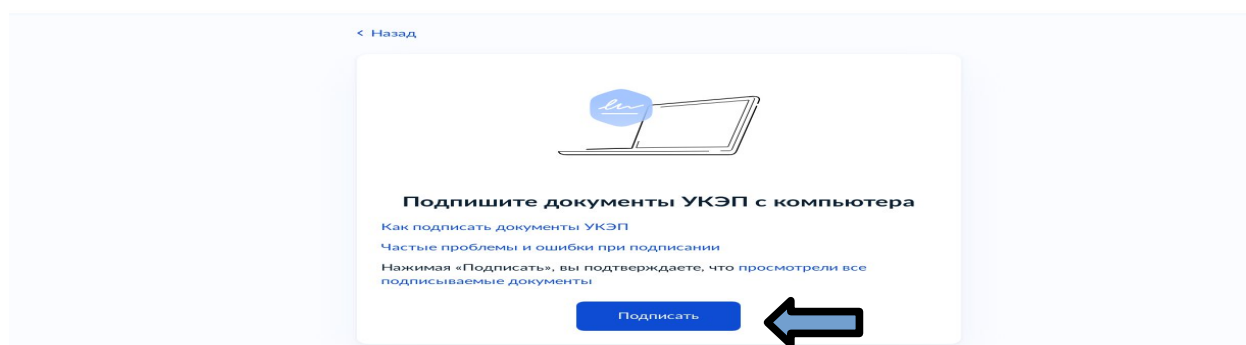 < Назад
Подпишите документы УКЭП с компьютера
Как подписать документы УКЭП
Частые проблемы и ошибки при подписании
Нажимая «Подписать», вы подтверждаете, что просмотрели все
подписываемые документы
Подписать